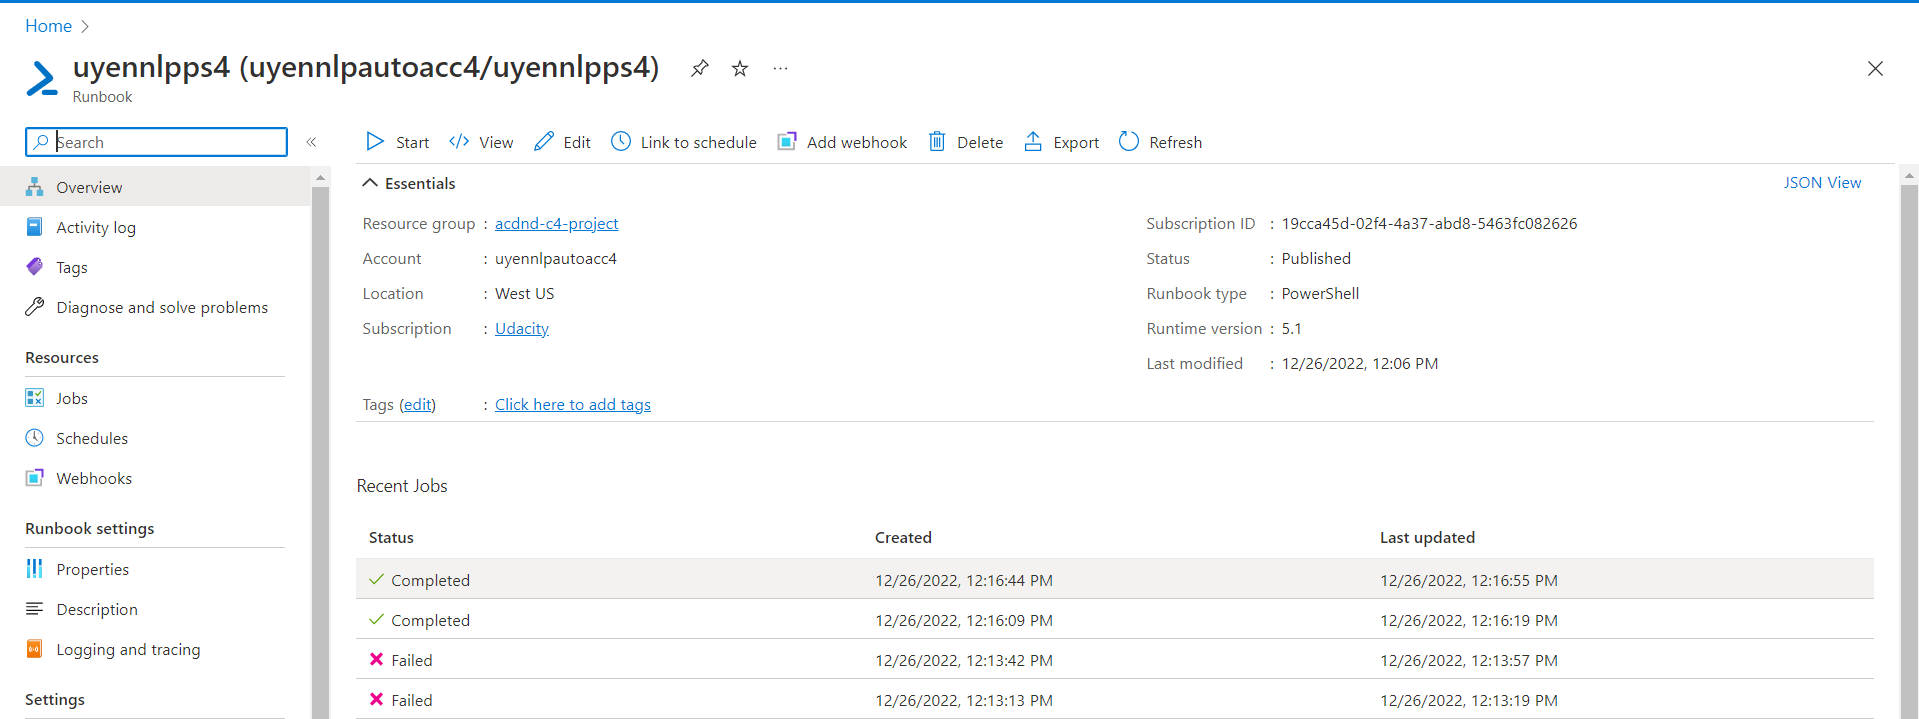 Home
uyennlpps4 (uyennlpautoacc4/uyennlpps4)
Runbook
Search
«
Overview
Activity log
Tags
Diagnose and solve problems
Resources
Jobs
Schedules
Webhooks
Runbook settings
Properties
Description
Logging and tracing
Settings
Start View Edit Link to schedule Add webhook Delete Export Refresh
Essentials JSON View
Resource group : acdnd-c4-project
Account : uyennlpautoacc4
Location : West US
Subscription : Udacity
Subscription ID : 19cca45d-02f4-4a37-abd8-5463fc082626
Status : Published
Runbook type : PowerShell
Runtime version : 5.1
Last modified : 12/26/2022, 12:06 PM
Tags (edit) : Click here to add tags
Recent Jobs
Status Created Last updated
Completed 12/26/2022, 12:16:44 PM 12/26/2022, 12:16:55 PM
Completed 12/26/2022, 12:16:09 PM 12/26/2022, 12:16:19 PM
Failed 12/26/2022, 12:13:42 PM 12/26/2022, 12:13:57 PM
Failed 12/26/2022, 12:13:13 PM 12/26/2022, 12:13:19 PM